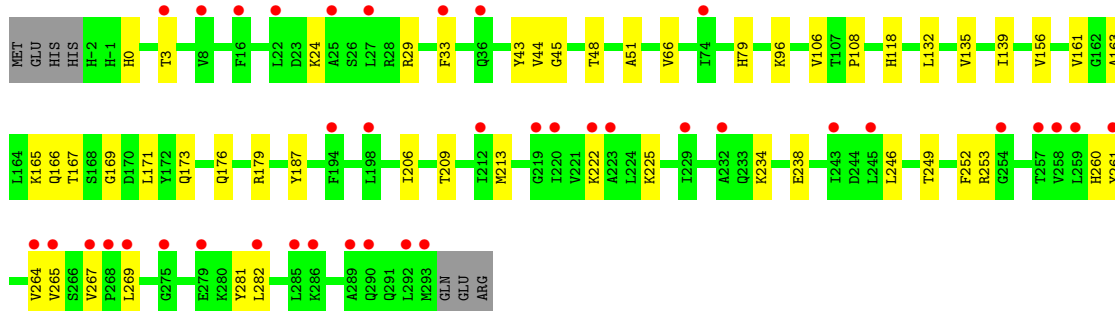 MET GLU HIS HIS H-2 H-1 H0 T3 V8 F16 L22 D23 K24 A25 S26 L27 R28 R29 F33 Q36 Y43 V44 G45 T48 A51 V66 I74 H79 K96 V106 T107 P108 H118 L132 V135 I139 V156 V161 G162 A163
L164 K165 Q166 T167 S168 G169 D170 L171 Y172 Q173 Q176 R179 Y187 F194 L198 I206 T209 I212 M213 G219 I220 V221 K222 A223 L224 K225 I229 A232 Q233 K234 E238 I243 D244 L245 L246 T249 F252 R253 G254 T257 V258 L259 H260 Y261
V264 V265 S266 V267 P268 L269 G275 E279 K280 Y281 L282 L285 K286 A289 Q290 Q291 L292 M293 GLN GLU ARG